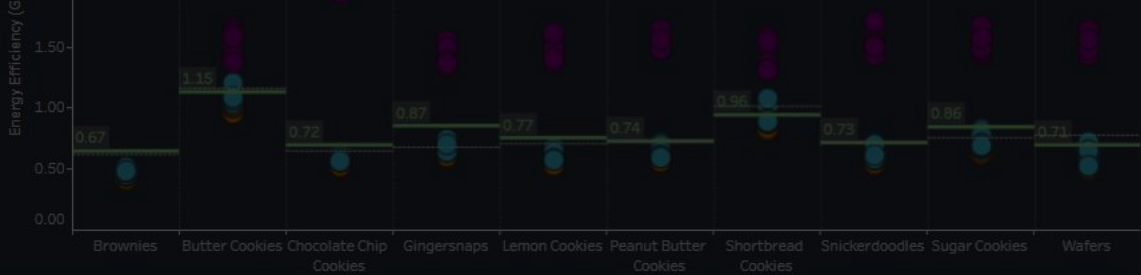 Energy Efficiency (G
1.50
1.00
0.50
0.00
0.67
1.15
0.72
0.87
0.77
0.74
0.96
0.73
0.86
0.71
Brownies
Butter Cookies
Chocolate Chip
Cookies
Gingersnaps
Lemon Cookies
Peanut Butter
Cookies
Shortbread
Cookies
Snickerdoodles
Sugar Cookies
Wafers